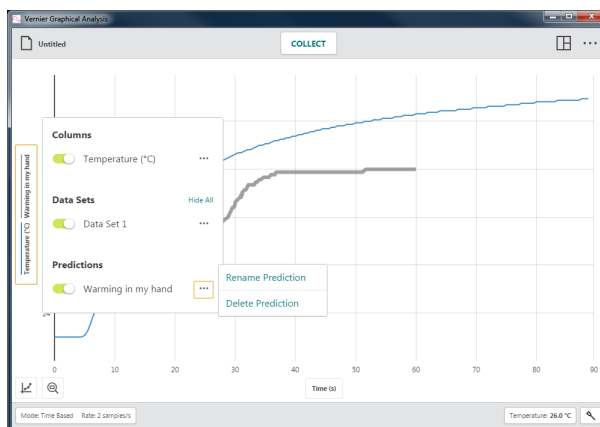 Vernier Graphical Analysis
Untitled
COLLECT
Temperature (°C) Warming in my hand
Columns
Temperature (°C)
Data Sets
Hide All
Data Set 1
Predictions
Warming in my hand
Rename Prediction
Delete Prediction
24
0 10 20 30 40 50 60 70 80 90
Time (s)
Mode: Time Based Rate: 2 samples/s
Temperature: 26.0 °C